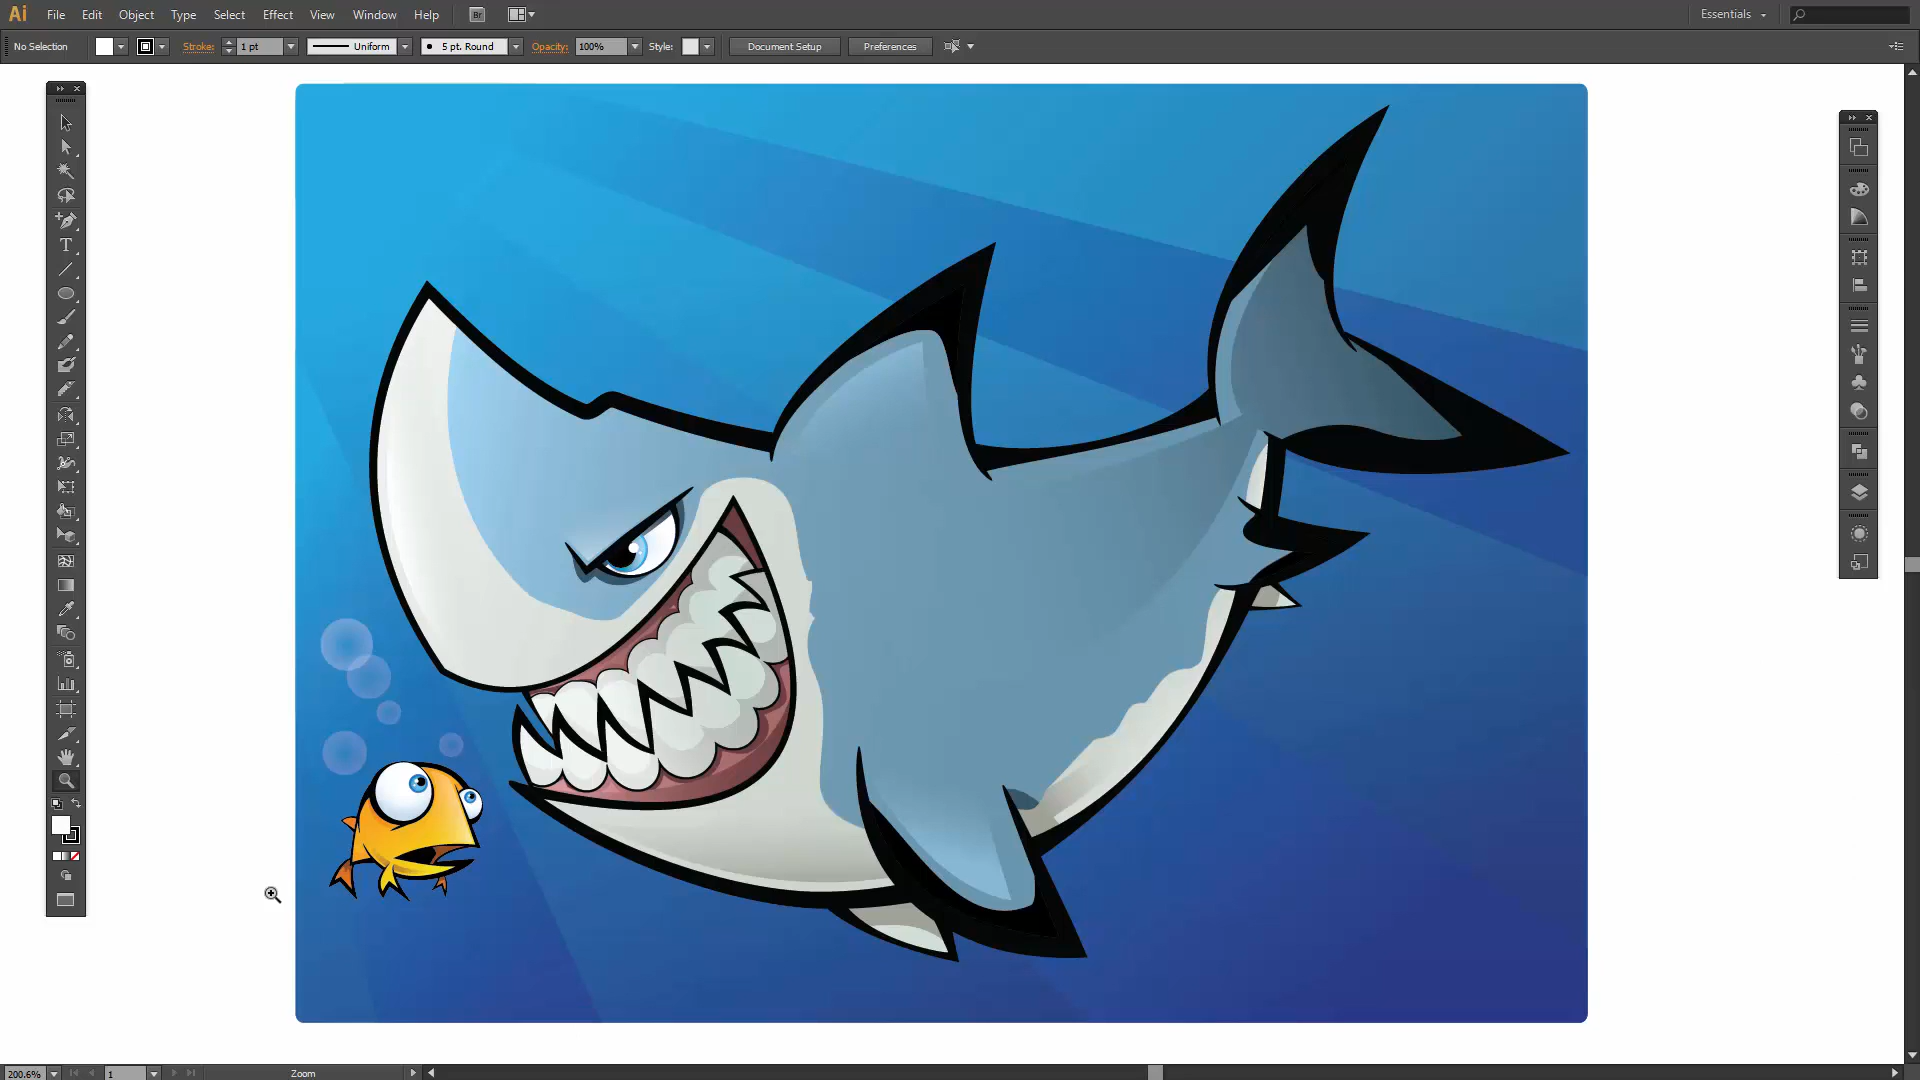 Ai File Edit Object Type Select Effect View Window Help Br Essentials
No Selection Stroke: 1 pt Uniform 5 pt. Round Opacity: 100% Style: Document Setup Preferences
T
200.6% 1 Zoom